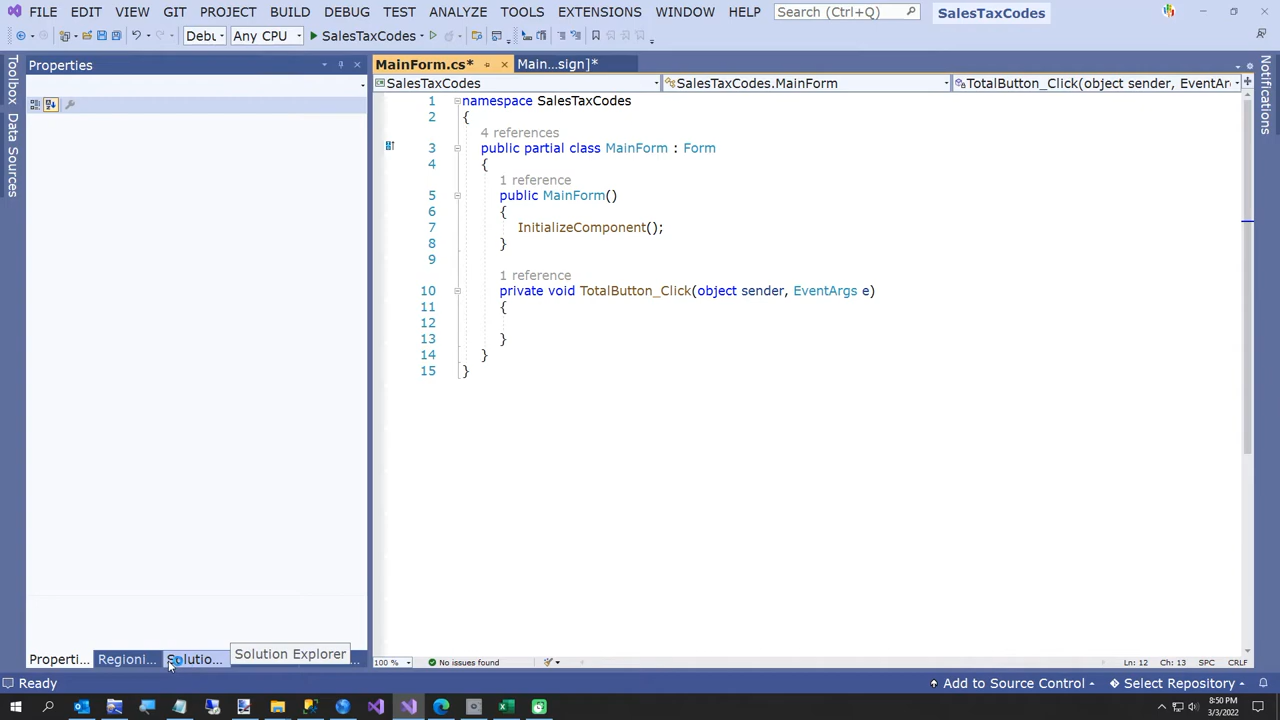 FILE EDIT VIEW GIT PROJECT BUILD DEBUG TEST ANALYZE TOOLS EXTENSIONS WINDOW HELP Search (Ctrl+Q) SalesTaxCodes
Debu Any CPU SalesTaxCodes
Toolbox
Data Sources
Properties
MainForm.cs* Main...sign]*
SalesTaxCodes SalesTaxCodes.MainForm TotalButton_Click(object sender, EventAr
1 namespace SalesTaxCodes
2 {
4 references
3 public partial class MainForm : Form
4 {
1 reference
5 public MainForm()
6 {
7 InitializeComponent();
8 }
9
1 reference
10 private void TotalButton_Click(object sender, EventArgs e)
11 {
12
13 }
14 }
15 }
Notifications
Properti... Regioni... Solutio... Solution Explorer ...
100 % No issues found Ln: 12 Ch: 13 SPC CRLF
Ready Add to Source Control Select Repository
8:50 PM
3/3/2022